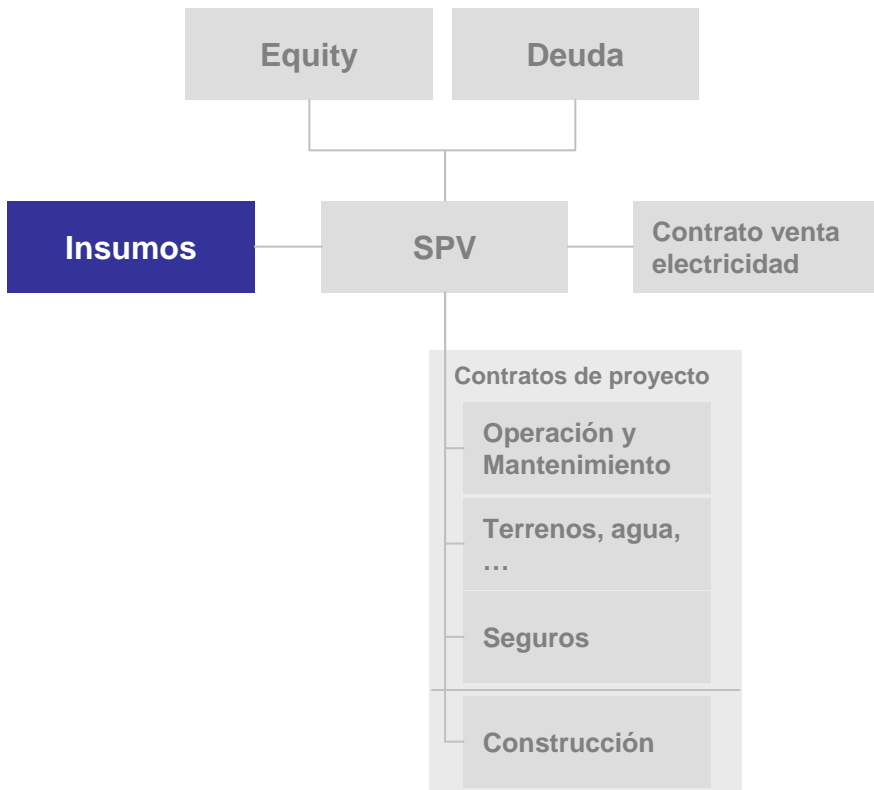 Equity
Deuda
Insumos
SPV
Contrato venta
electricidad
Contratos de proyecto
Operación y
Mantenimiento
Terrenos, agua,
…
Seguros
Construcción